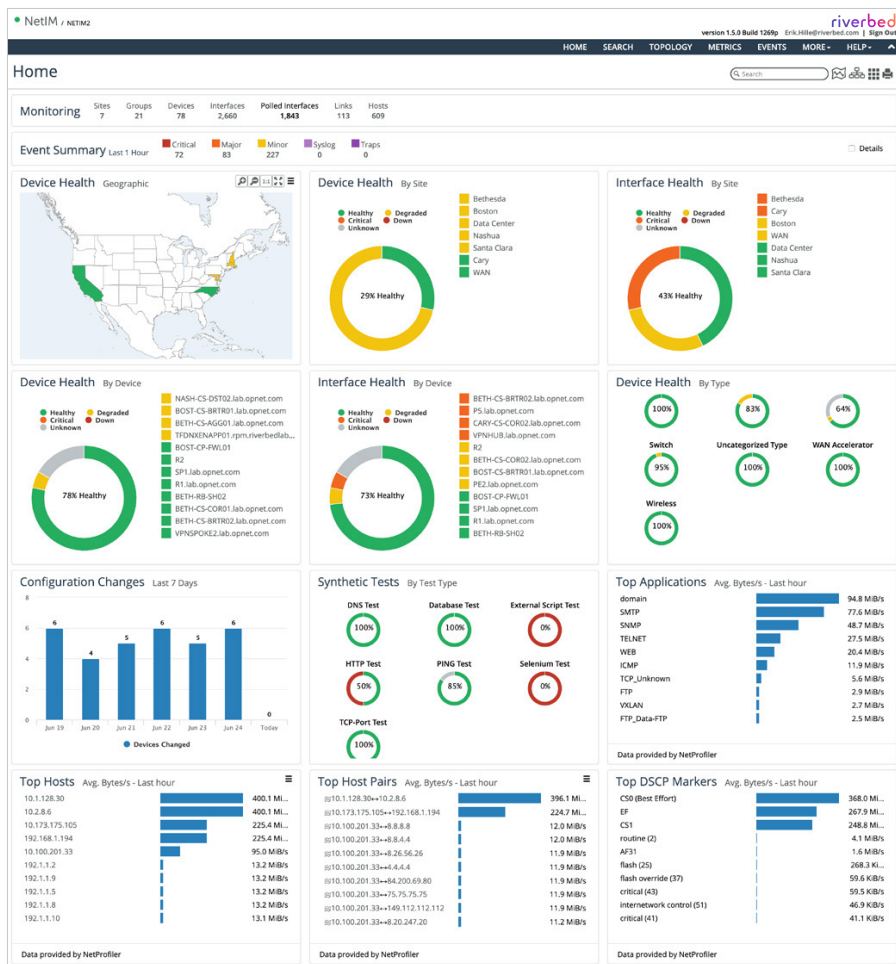 NetIM / NETIM2
riverbed
version 1.5.0 Build 1269p Erik.Hille@riverbed.com | Sign Out
HOME SEARCH TOPOLOGY METRICS EVENTS MORE HELP
Home
Search
Monitoring
Sites Groups Devices Interfaces Polled Interfaces Links Hosts
7 21 78 2,660 1,843 113 609
Event Summary Last 1 Hour
Critical Major Minor Syslog Traps
72 83 227 0 0
Details
Device Health Geographic
1:1
Device Health By Site
Healthy Degraded
Critical Down
Unknown
29% Healthy
Bethesda
Boston
Data Center
Nashua
Santa Clara
Cary
WAN
Interface Health By Site
Healthy Degraded
Critical Down
Unknown
43% Healthy
Bethesda
Cary
Boston
WAN
Data Center
Nashua
Santa Clara
Device Health By Device
Healthy Degraded
Critical Down
Unknown
78% Healthy
NASH-CS-DST02.lab.opnet.com
BOST-CS-BRTR01.lab.opnet.com
BETH-CS-AGG01.lab.opnet.com
TFDNXENAPP01.rpm.riverbedlab...
BOST-CP-FWL01
R2
SP1.lab.opnet.com
R1.lab.opnet.com
BETH-RB-SH02
BETH-CS-COR01.lab.opnet.com
BETH-CS-BRTR02.lab.opnet.com
VPNSPOKE2.lab.opnet.com
Interface Health By Device
Healthy Degraded
Critical Down
Unknown
73% Healthy
BETH-CS-BRTR02.lab.opnet.com
P5.lab.opnet.com
CARY-CS-COR02.lab.opnet.com
VPNHUB.lab.opnet.com
R2
BETH-CS-COR02.lab.opnet.com
BOST-CS-BRTR01.lab.opnet.com
PE2.lab.opnet.com
BOST-CP-FWL01
SP1.lab.opnet.com
R1.lab.opnet.com
BETH-RB-SH02
Device Health By Type
100% 83% 64%
Switch Uncategorized Type WAN Accelerator
95% 100% 100%
Wireless
100%
Configuration Changes Last 7 Days
8
6
4
2
0
6 4 5 6 5 6 0
Jun 19 Jun 20 Jun 21 Jun 22 Jun 23 Jun 24 Today
Devices Changed
Synthetic Tests By Test Type
DNS Test Database Test External Script Test
100% 100% 0%
HTTP Test PING Test Selenium Test
50% 85% 0%
TCP-Port Test
100%
Top Applications Avg. Bytes/s - Last hour
domain 94.8 MiB/s
SMTP 77.6 MiB/s
SNMP 48.7 MiB/s
TELNET 27.5 MiB/s
WEB 20.4 MiB/s
ICMP 11.9 MiB/s
TCP_Unknown 5.6 MiB/s
FTP 2.9 MiB/s
VXLAN 2.7 MiB/s
FTP_Data-FTP 2.5 MiB/s
Data provided by NetProfiler
Top Hosts Avg. Bytes/s - Last hour
10.1.128.30 400.1 Mi...
10.2.8.6 400.1 Mi...
10.173.175.105 225.4 Mi...
192.168.1.194 225.4 Mi...
10.100.201.33 95.0 MiB/s
192.1.1.2 13.2 MiB/s
192.1.1.9 13.2 MiB/s
192.1.1.5 13.2 MiB/s
192.1.1.8 13.2 MiB/s
192.1.1.10 13.1 MiB/s
Data provided by NetProfiler
Top Host Pairs Avg. Bytes/s - Last hour
10.1.128.30↔10.2.8.6 396.1 Mi...
10.173.175.105↔192.168.1.194 224.7 Mi...
10.100.201.33↔8.8.8.8 12.0 MiB/s
10.100.201.33↔8.8.4.4 12.0 MiB/s
10.100.201.33↔8.26.56.26 11.9 MiB/s
10.100.201.33↔4.4.4.4 11.9 MiB/s
10.100.201.33↔84.200.69.80 11.9 MiB/s
10.100.201.33↔75.75.75.75 11.9 MiB/s
10.100.201.33↔149.112.112.112 11.9 MiB/s
10.100.201.33↔8.20.247.20 11.2 MiB/s
Data provided by NetProfiler
Top DSCP Markers Avg. Bytes/s - Last hour
CS0 (Best Effort) 368.0 Mi...
EF 267.9 Mi...
CS1 248.8 Mi...
routine (2) 4.1 MiB/s
AF31 1.6 MiB/s
flash (25) 268.3 Ki...
flash override (37) 59.6 KiB/s
critical (43) 59.5 KiB/s
internetwork control (51) 46.9 KiB/s
critical (41) 41.1 KiB/s
Data provided by NetProfiler